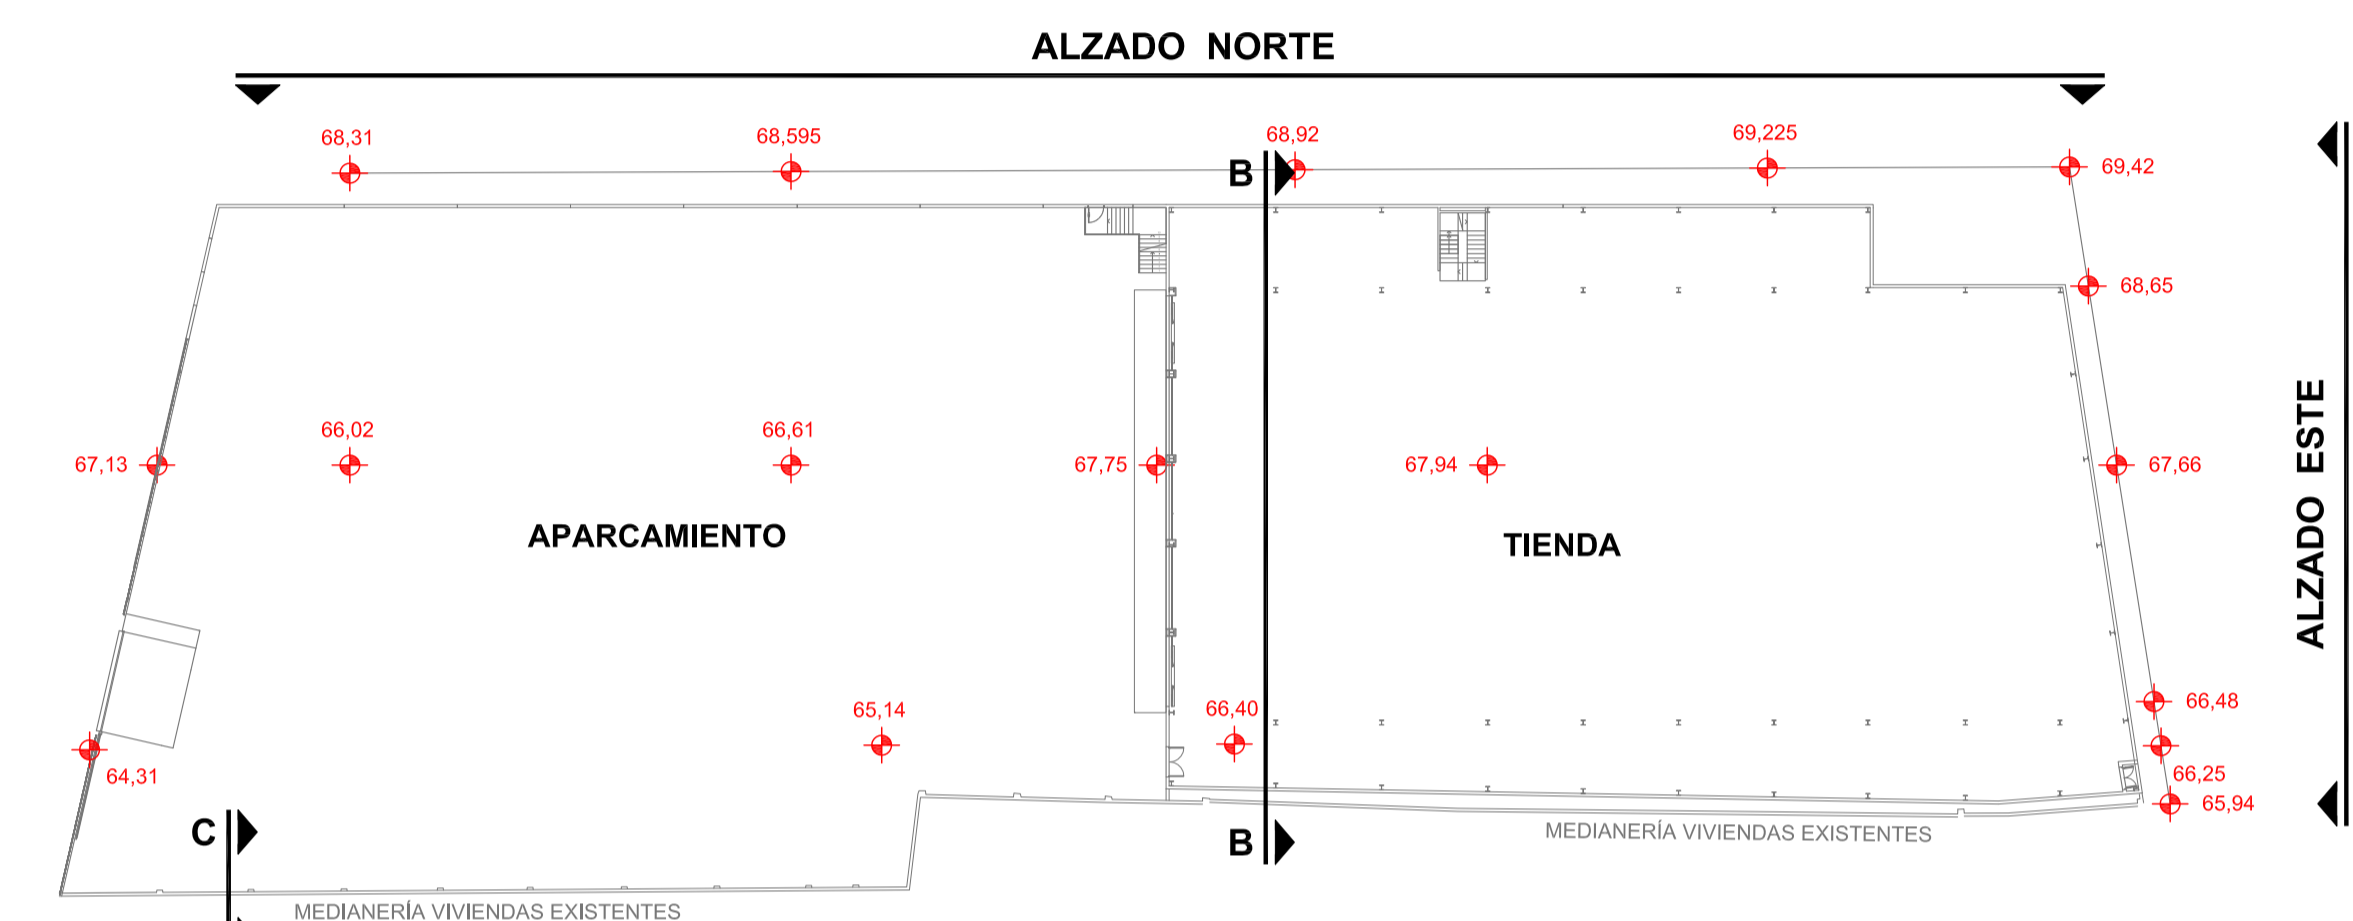 ALZADO NORTE
68,31
68,595
68,92
69,225
69,42
B
68,65
ALZADO ESTE
66,02
66,61
67,13
67,75
67,94
67,66
APARCAMIENTO
TIENDA
65,14
66,40
66,48
64,31
66,25
65,94
C
B
MEDIANERÍA VIVIENDAS EXISTENTES
MEDIANERÍA VIVIENDAS EXISTENTES